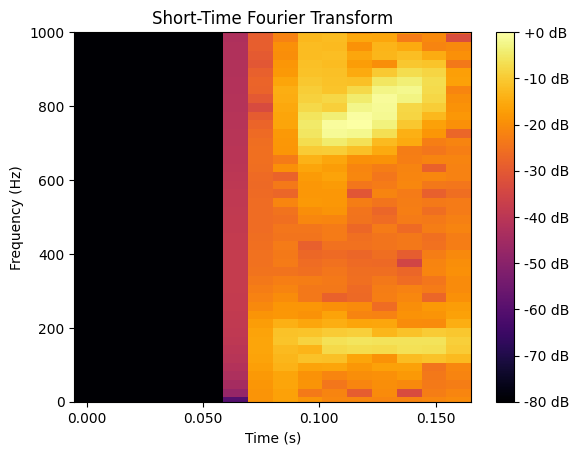 Short-Time Fourier Transform
1000
800
600
400
200
0
Frequency (Hz)
0.000
0.050
0.100
0.150
Time (s)
+0 dB
-10 dB
-20 dB
-30 dB
-40 dB
-50 dB
-60 dB
-70 dB
-80 dB